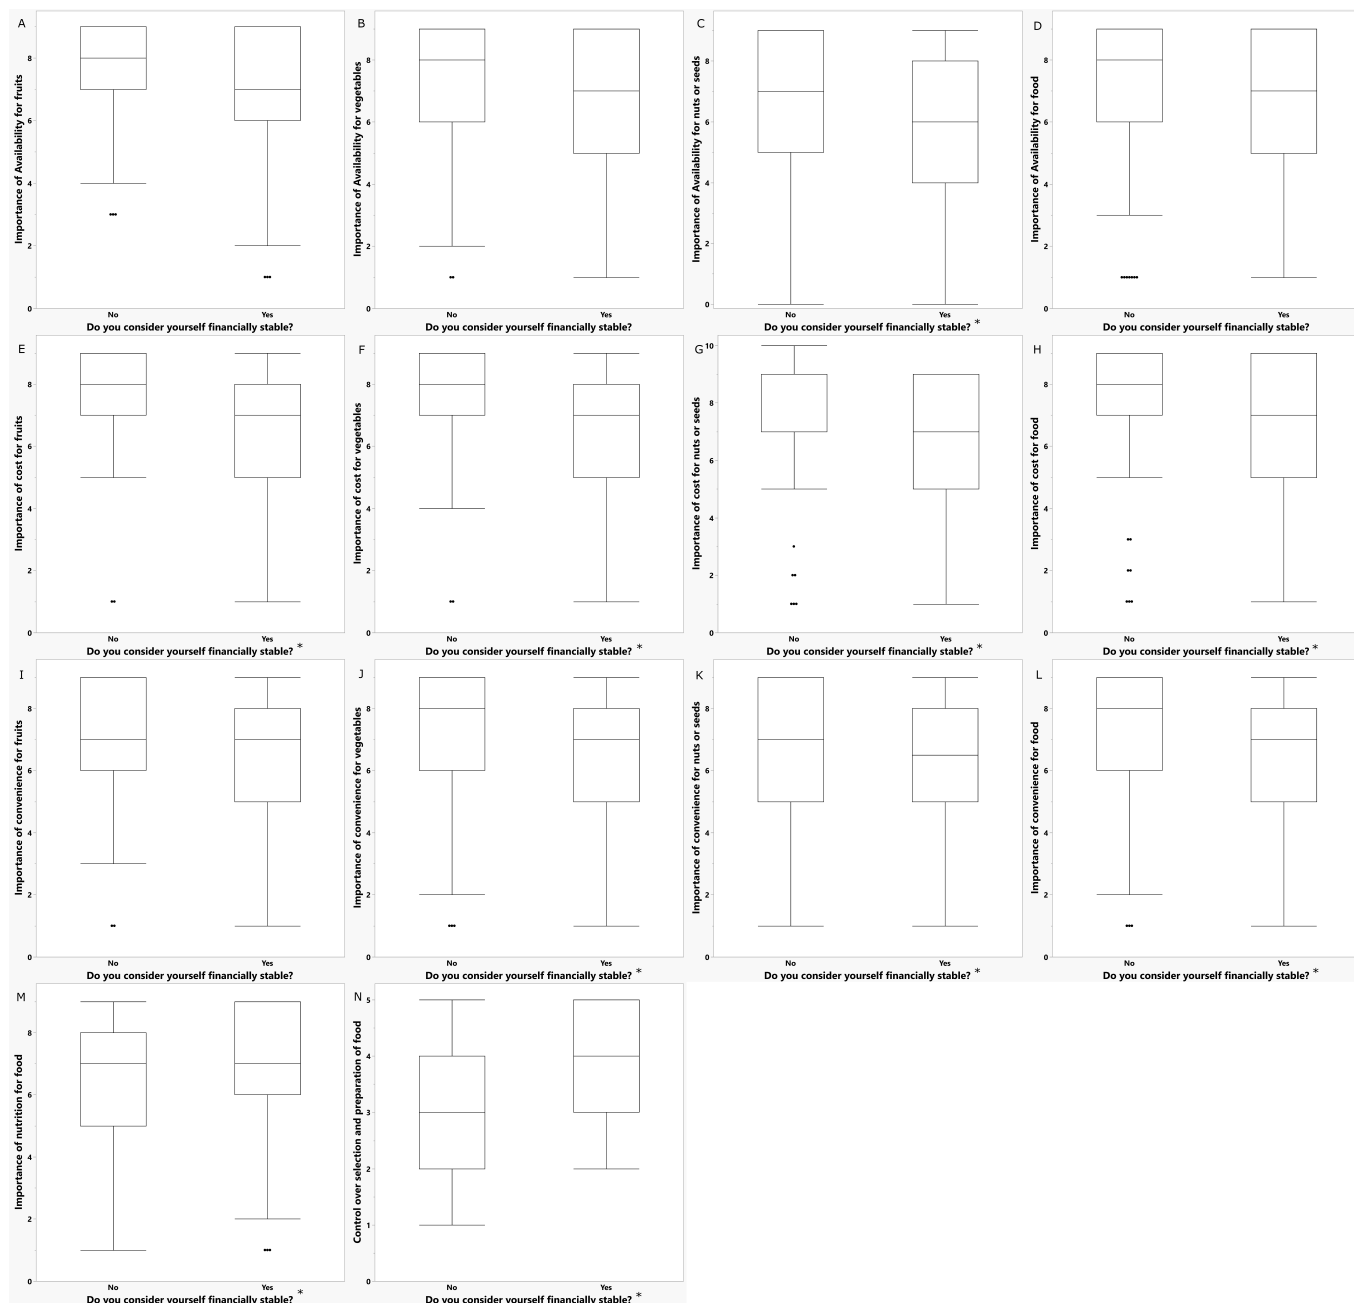 A
Importance of Availability for fruits
8
6
4
2
0
No Yes
Do you consider yourself financially stable?
B
Importance of Availability for vegetables
8
6
4
2
0
No Yes
Do you consider yourself financially stable?
C
Importance of Availability for nuts or seeds
8
6
4
2
0
No Yes
Do you consider yourself financially stable? *
D
Importance of Availability for food
8
6
4
2
0
No Yes
Do you consider yourself financially stable?
E
Importance of cost for fruits
8
6
4
2
0
No Yes
Do you consider yourself financially stable? *
F
Importance of cost for vegetables
8
6
4
2
0
No Yes
Do you consider yourself financially stable? *
G
Importance of cost for nuts or seeds
10
8
6
4
2
0
No Yes
Do you consider yourself financially stable? *
H
Importance of cost for food
8
6
4
2
0
No Yes
Do you consider yourself financially stable? *
I
Importance of convenience for fruits
8
6
4
2
0
No Yes
Do you consider yourself financially stable?
J
Importance of convenience for vegetables
8
6
4
2
0
No Yes
Do you consider yourself financially stable? *
K
Importance of convenience for nuts or seeds
8
6
4
2
0
No Yes
Do you consider yourself financially stable? *
L
Importance of convenience for food
8
6
4
2
0
No Yes
Do you consider yourself financially stable? *
M
Importance of nutrition for food
8
6
4
2
0
No Yes
Do you consider yourself financially stable? *
N
Control over selection and preparation of food
5
4
3
2
1
0
No Yes
Do you consider yourself financially stable? *